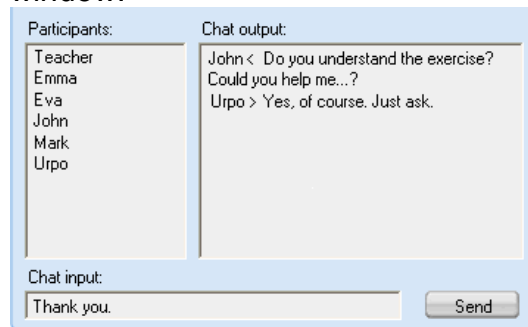 Participants:
Teacher
Emma
Eva
John
Mark
Urpo
Chat output:
John < Do you understand the exercise?
Could you help me...?
Urpo > Yes, of course. Just ask.
Chat input:
Thank you.
Send